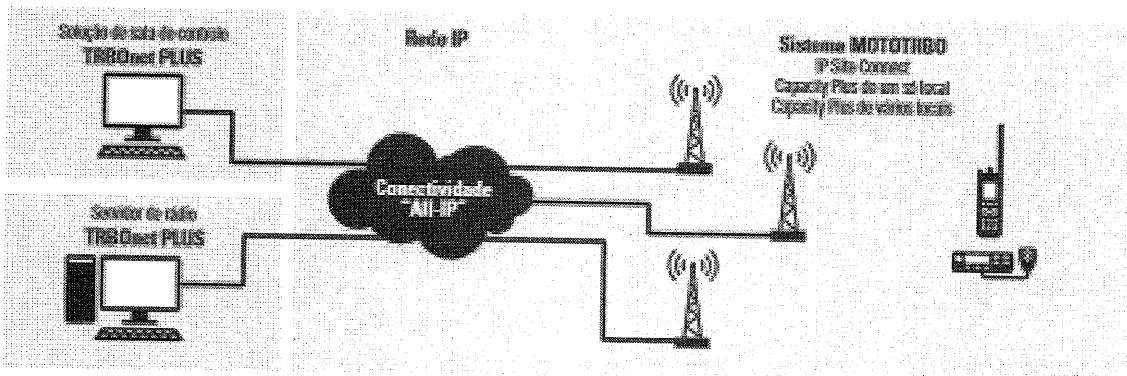 Solução de sala de controle
TRBOnet PLUS
Rede IP
Sistema MOTOTRBO
IP Site Connect
Capacity Plus de um só local
Capacity Plus de vários locais
Conectividade
"All-IP"
Servidor de rádio
TRBOnet PLUS